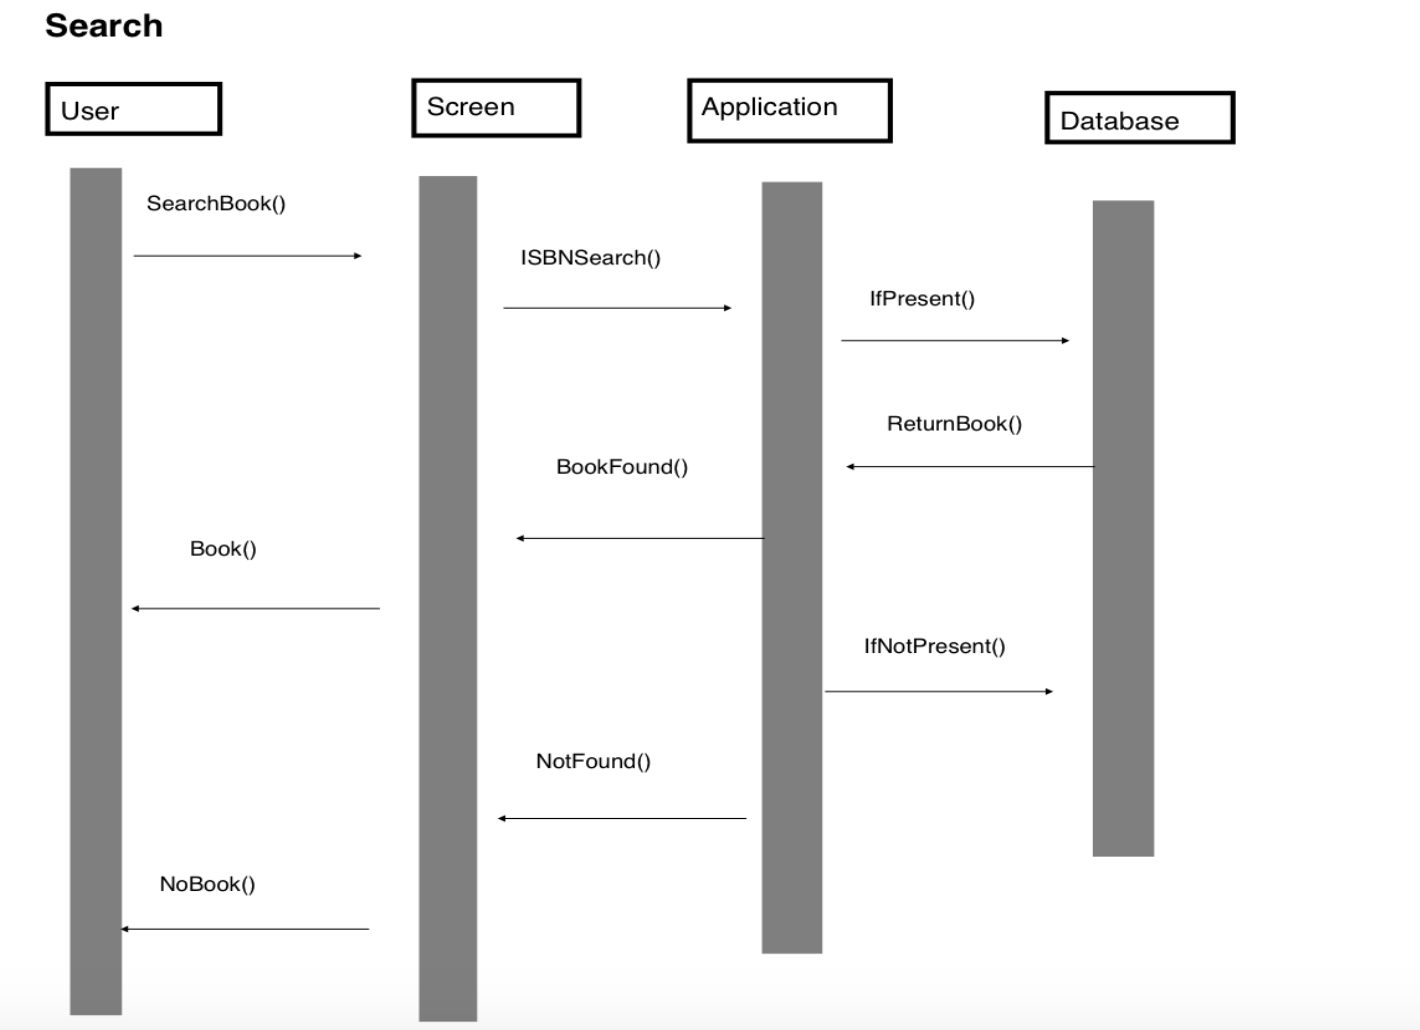 Search
User
Screen
Application
Database
SearchBook()
ISBNSearch()
IfPresent()
ReturnBook()
BookFound()
Book()
IfNotPresent()
NotFound()
NoBook()